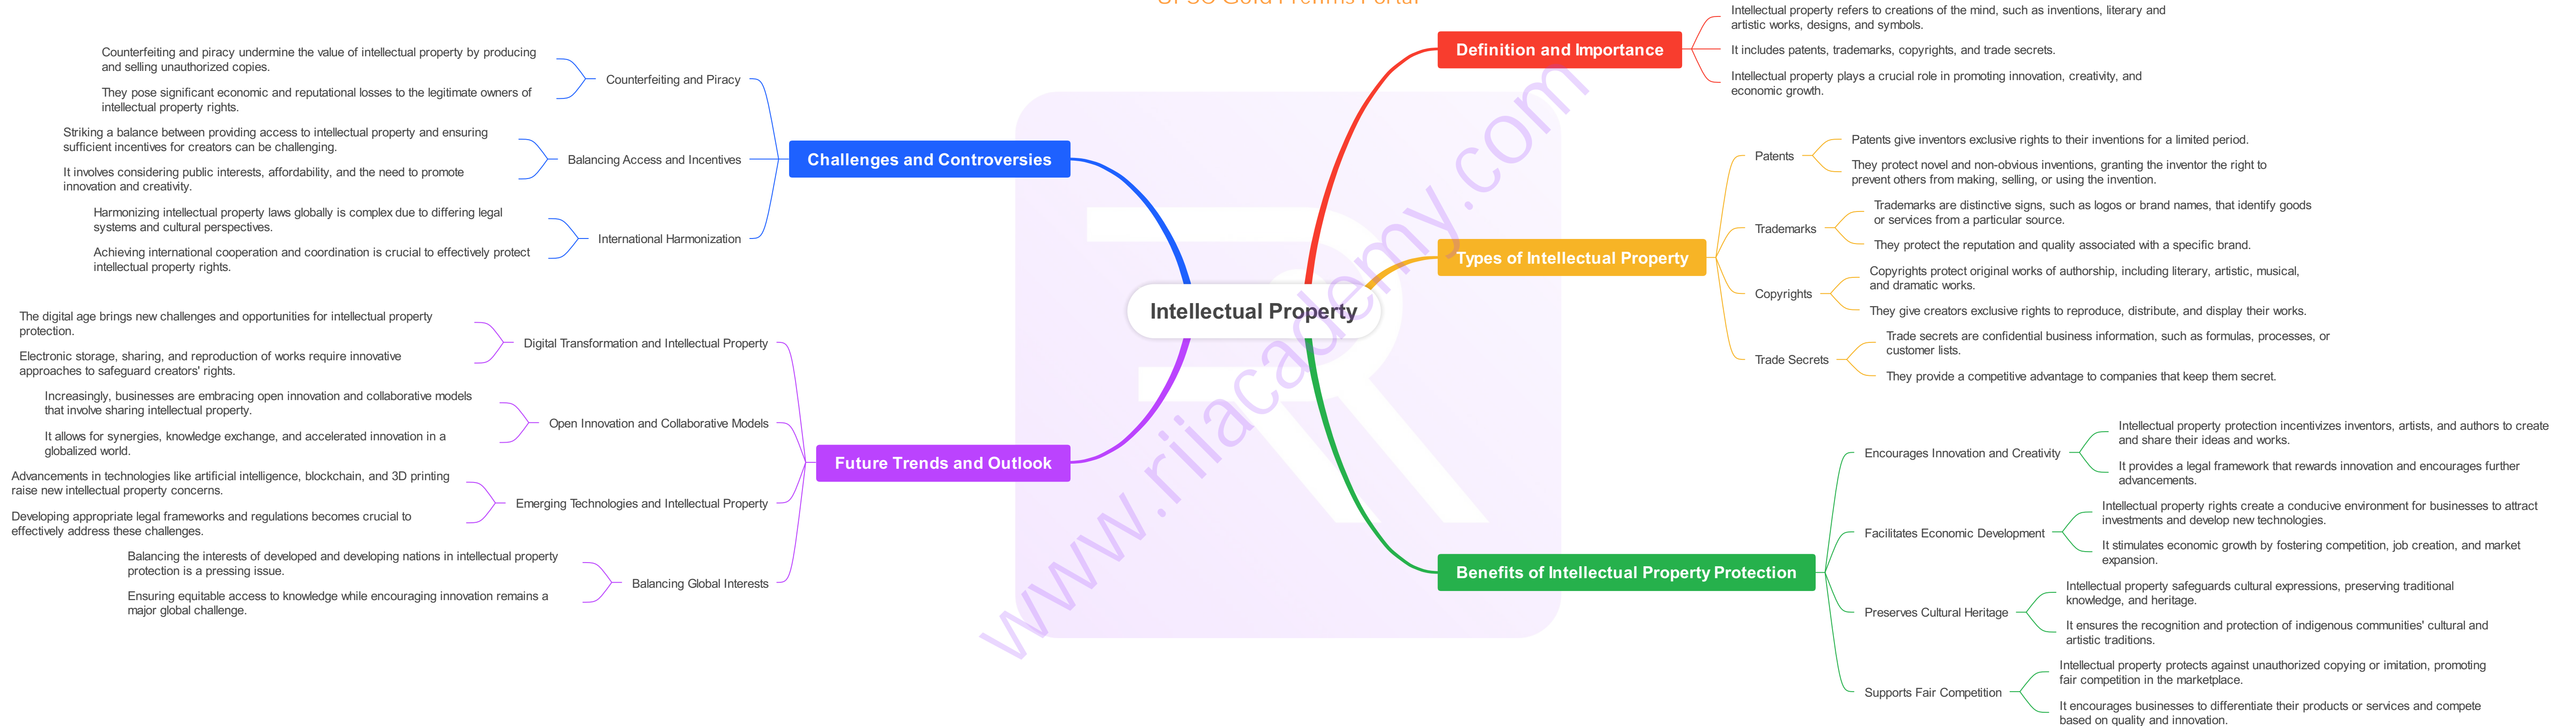 UPSC Gold Prelims Portal
Intellectual Property
Definition and Importance
Intellectual property refers to creations of the mind, such as inventions, literary and
artistic works, designs, and symbols.
It includes patents, trademarks, copyrights, and trade secrets.
Intellectual property plays a crucial role in promoting innovation, creativity, and
economic growth.
Types of Intellectual Property
Patents
Patents give inventors exclusive rights to their inventions for a limited period.
They protect novel and non-obvious inventions, granting the inventor the right to
prevent others from making, selling, or using the invention.
Trademarks
Trademarks are distinctive signs, such as logos or brand names, that identify goods
or services from a particular source.
They protect the reputation and quality associated with a specific brand.
Copyrights
Copyrights protect original works of authorship, including literary, artistic, musical,
and dramatic works.
They give creators exclusive rights to reproduce, distribute, and display their works.
Trade Secrets
Trade secrets are confidential business information, such as formulas, processes, or
customer lists.
They provide a competitive advantage to companies that keep them secret.
Benefits of Intellectual Property Protection
Encourages Innovation and Creativity
Intellectual property protection incentivizes inventors, artists, and authors to create
and share their ideas and works.
It provides a legal framework that rewards innovation and encourages further
advancements.
Facilitates Economic Development
Intellectual property rights create a conducive environment for businesses to attract
investments and develop new technologies.
It stimulates economic growth by fostering competition, job creation, and market
expansion.
Preserves Cultural Heritage
Intellectual property safeguards cultural expressions, preserving traditional
knowledge, and heritage.
It ensures the recognition and protection of indigenous communities' cultural and
artistic traditions.
Supports Fair Competition
Intellectual property protects against unauthorized copying or imitation, promoting
fair competition in the marketplace.
It encourages businesses to differentiate their products or services and compete
based on quality and innovation.
Challenges and Controversies
Counterfeiting and Piracy
Counterfeiting and piracy undermine the value of intellectual property by producing
and selling unauthorized copies.
They pose significant economic and reputational losses to the legitimate owners of
intellectual property rights.
Balancing Access and Incentives
Striking a balance between providing access to intellectual property and ensuring
sufficient incentives for creators can be challenging.
It involves considering public interests, affordability, and the need to promote
innovation and creativity.
International Harmonization
Harmonizing intellectual property laws globally is complex due to differing legal
systems and cultural perspectives.
Achieving international cooperation and coordination is crucial to effectively protect
intellectual property rights.
Future Trends and Outlook
Digital Transformation and Intellectual Property
The digital age brings new challenges and opportunities for intellectual property
protection.
Electronic storage, sharing, and reproduction of works require innovative
approaches to safeguard creators' rights.
Open Innovation and Collaborative Models
Increasingly, businesses are embracing open innovation and collaborative models
that involve sharing intellectual property.
It allows for synergies, knowledge exchange, and accelerated innovation in a
globalized world.
Emerging Technologies and Intellectual Property
Advancements in technologies like artificial intelligence, blockchain, and 3D printing
raise new intellectual property concerns.
Developing appropriate legal frameworks and regulations becomes crucial to
effectively address these challenges.
Balancing Global Interests
Balancing the interests of developed and developing nations in intellectual property
protection is a pressing issue.
Ensuring equitable access to knowledge while encouraging innovation remains a
major global challenge.
www.riiacademy.com